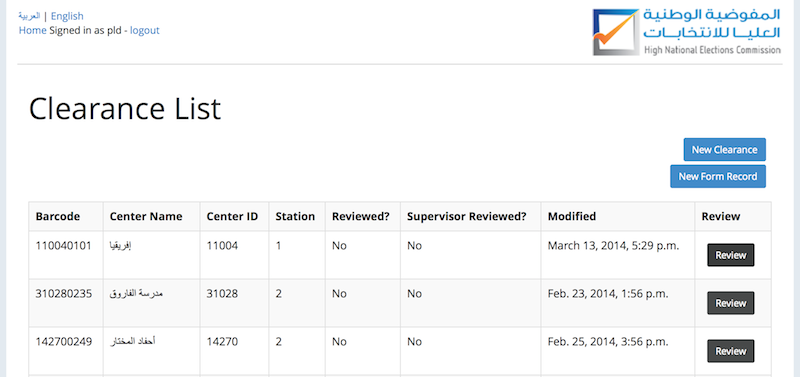 العربية | English
Home Signed in as pld - logout
المفوضية الوطنية
العليا للانتخابات
High National Elections Commission
Clearance List
New Clearance
New Form Record
Barcode Center Name Center ID Station Reviewed? Supervisor Reviewed? Modified Review
110040101 إفريقيا 11004 1 No No March 13, 2014, 5:29 p.m. Review
310280235 مدرسة الفاروق 31028 2 No No Feb. 23, 2014, 1:56 p.m. Review
142700249 أحفاد المختار 14270 2 No No Feb. 25, 2014, 3:56 p.m. Review